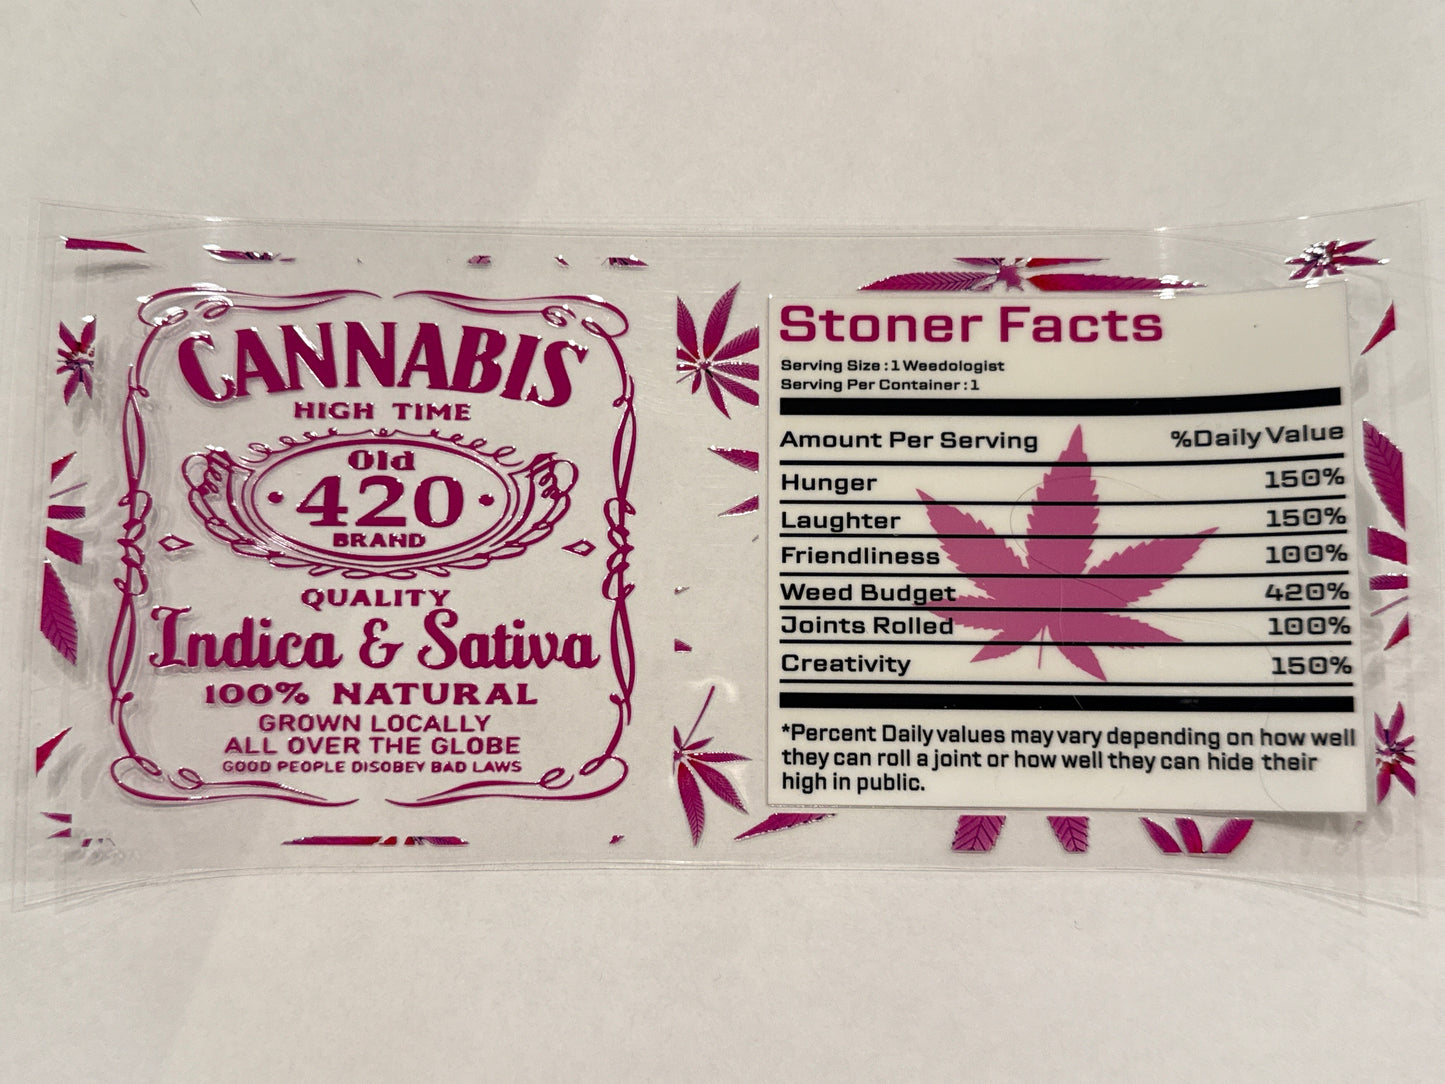 CANNABIS
HIGH TIME
Old
·420·
BRAND
QUALITY
Indica & Sativa
100% NATURAL
GROWN LOCALLY
ALL OVER THE GLOBE
GOOD PEOPLE DISOBEY BAD LAWS
Stoner Facts
Serving Size : 1 Weedologist
Serving Per Container : 1
Amount Per Serving %Daily Value
Hunger 150%
Laughter 150%
Friendliness 100%
Weed Budget 420%
Joints Rolled 100%
Creativity 150%
*Percent Daily values may vary depending on how well
they can roll a joint or how well they can hide their
high in public.